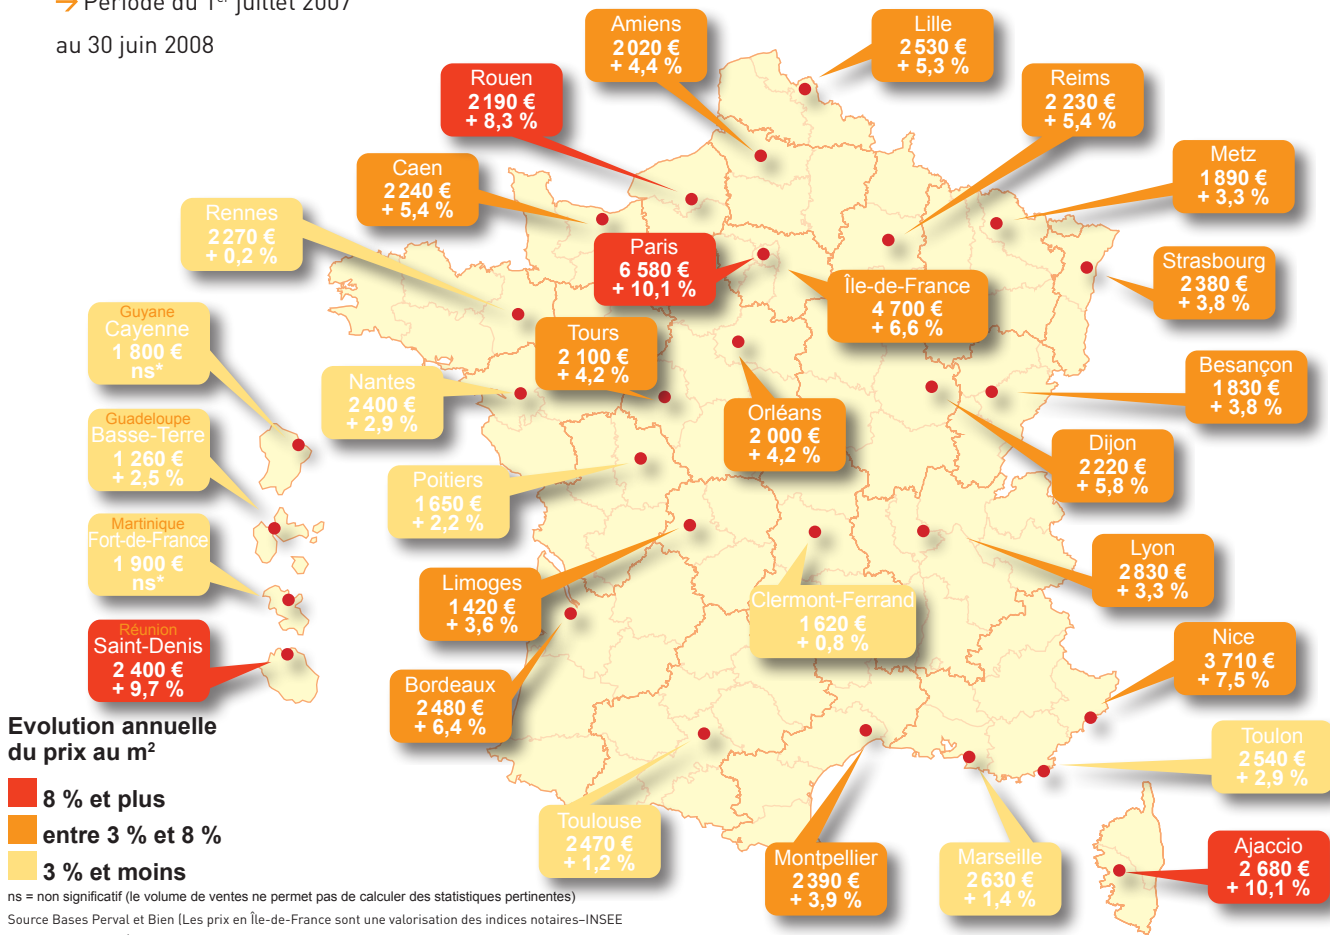 → Période du 1er juillet 2007
au 30 juin 2008
Amiens
2 020 €
+ 4,4 %
Lille
2 530 €
+ 5,3 %
Rouen
2 190 €
+ 8,3 %
Reims
2 230 €
+ 5,4 %
Caen
2 240 €
+ 5,4 %
Metz
1 890 €
+ 3,3 %
Rennes
2 270 €
+ 0,2 %
Paris
6 580 €
+ 10,1 %
Île-de-France
4 700 €
+ 6,6 %
Strasbourg
2 380 €
+ 3,8 %
Guyane
Cayenne
1 800 €
ns*
Tours
2 100 €
+ 4,2 %
Nantes
2 400 €
+ 2,9 %
Besançon
1 830 €
+ 3,8 %
Guadeloupe
Basse-Terre
1 260 €
+ 2,5 %
Orléans
2 000 €
+ 4,2 %
Dijon
2 220 €
+ 5,8 %
Poitiers
1 650 €
+ 2,2 %
Martinique
Fort-de-France
1 900 €
ns*
Limoges
1 420 €
+ 3,6 %
Clermont-Ferrand
1 620 €
+ 0,8 %
Lyon
2 830 €
+ 3,3 %
Réunion
Saint-Denis
2 400 €
+ 9,7 %
Nice
3 710 €
+ 7,5 %
Bordeaux
2 480 €
+ 6,4 %
Toulon
2 540 €
+ 2,9 %
Toulouse
2 470 €
+ 1,2 %
Montpellier
2 390 €
+ 3,9 %
Marseille
2 630 €
+ 1,4 %
Ajaccio
2 680 €
+ 10,1 %
Evolution annuelle
du prix au m²
8 % et plus
entre 3 % et 8 %
3 % et moins
ns = non significatif (le volume de ventes ne permet pas de calculer des statistiques pertinentes)
Source Bases Perval et Bien (Les prix en Île-de-France sont une valorisation des indices notaires–INSEE